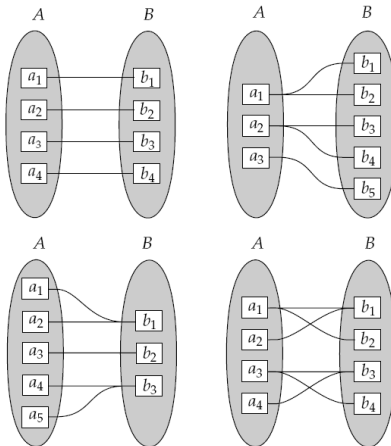 A B
a1 b1
a2 b2
a3 b3
a4 b4
A B
b1
a1 b2
a2 b3
a3 b4
b5
A B
a1
a2 b1
a3 b2
a4 b3
a5
A B
a1 b1
a2 b2
a3 b3
a4 b4